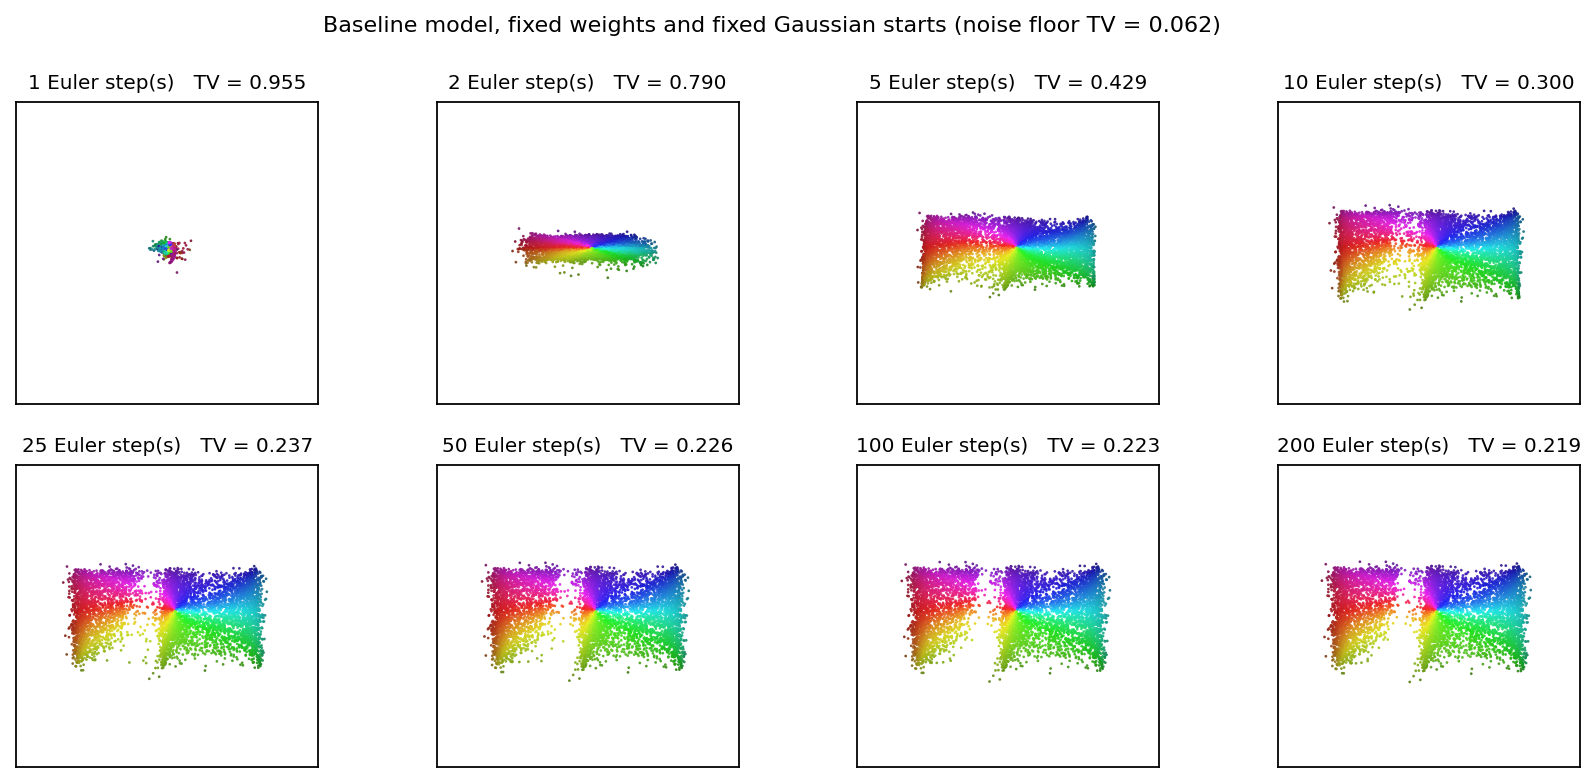 Baseline model, fixed weights and fixed Gaussian starts (noise floor TV = 0.062)
1 Euler step(s) TV = 0.955
2 Euler step(s) TV = 0.790
5 Euler step(s) TV = 0.429
10 Euler step(s) TV = 0.300
25 Euler step(s) TV = 0.237
50 Euler step(s) TV = 0.226
100 Euler step(s) TV = 0.223
200 Euler step(s) TV = 0.219